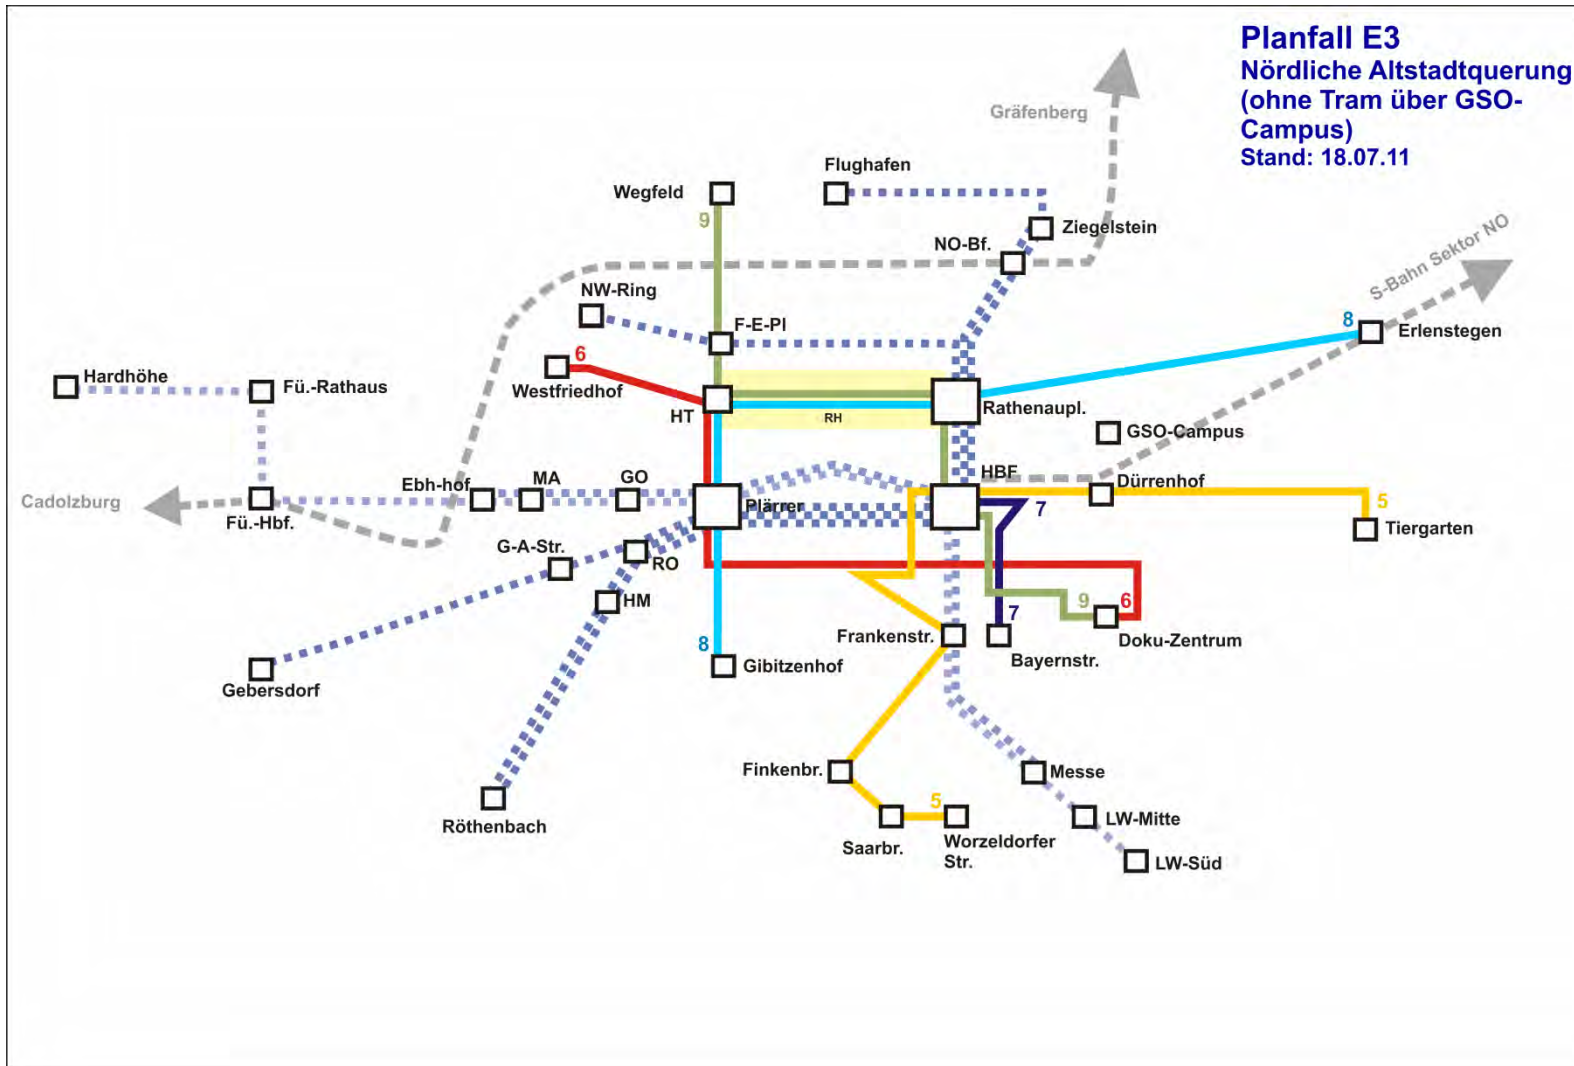 Planfall E3
Nördliche Altstadtquerung
(ohne Tram über GSO-
Campus)
Stand: 18.07.11
Gräfenberg
Flughafen
Wegfeld
9
Ziegelstein
NO-Bf.
S-Bahn Sektor NO
NW-Ring
F-E-Pl
8
Erlenstegen
6
Hardhöhe
Fü.-Rathaus
Westfriedhof
HT
RH
Rathenaupl.
GSO-Campus
HBF
Ebh-hof
MA
GO
Dürrenhof
Cadolzburg
Fü.-Hbf.
Plärrer
7
5
Tiergarten
G-A-Str.
RO
HM
9
6
7
Frankenstr.
Bayernstr.
Doku-Zentrum
8
Gibitzenhof
Gebersdorf
Finkenbr.
Messe
5
Röthenbach
Saarbr.
Worzeldorfer
Str.
LW-Mitte
LW-Süd